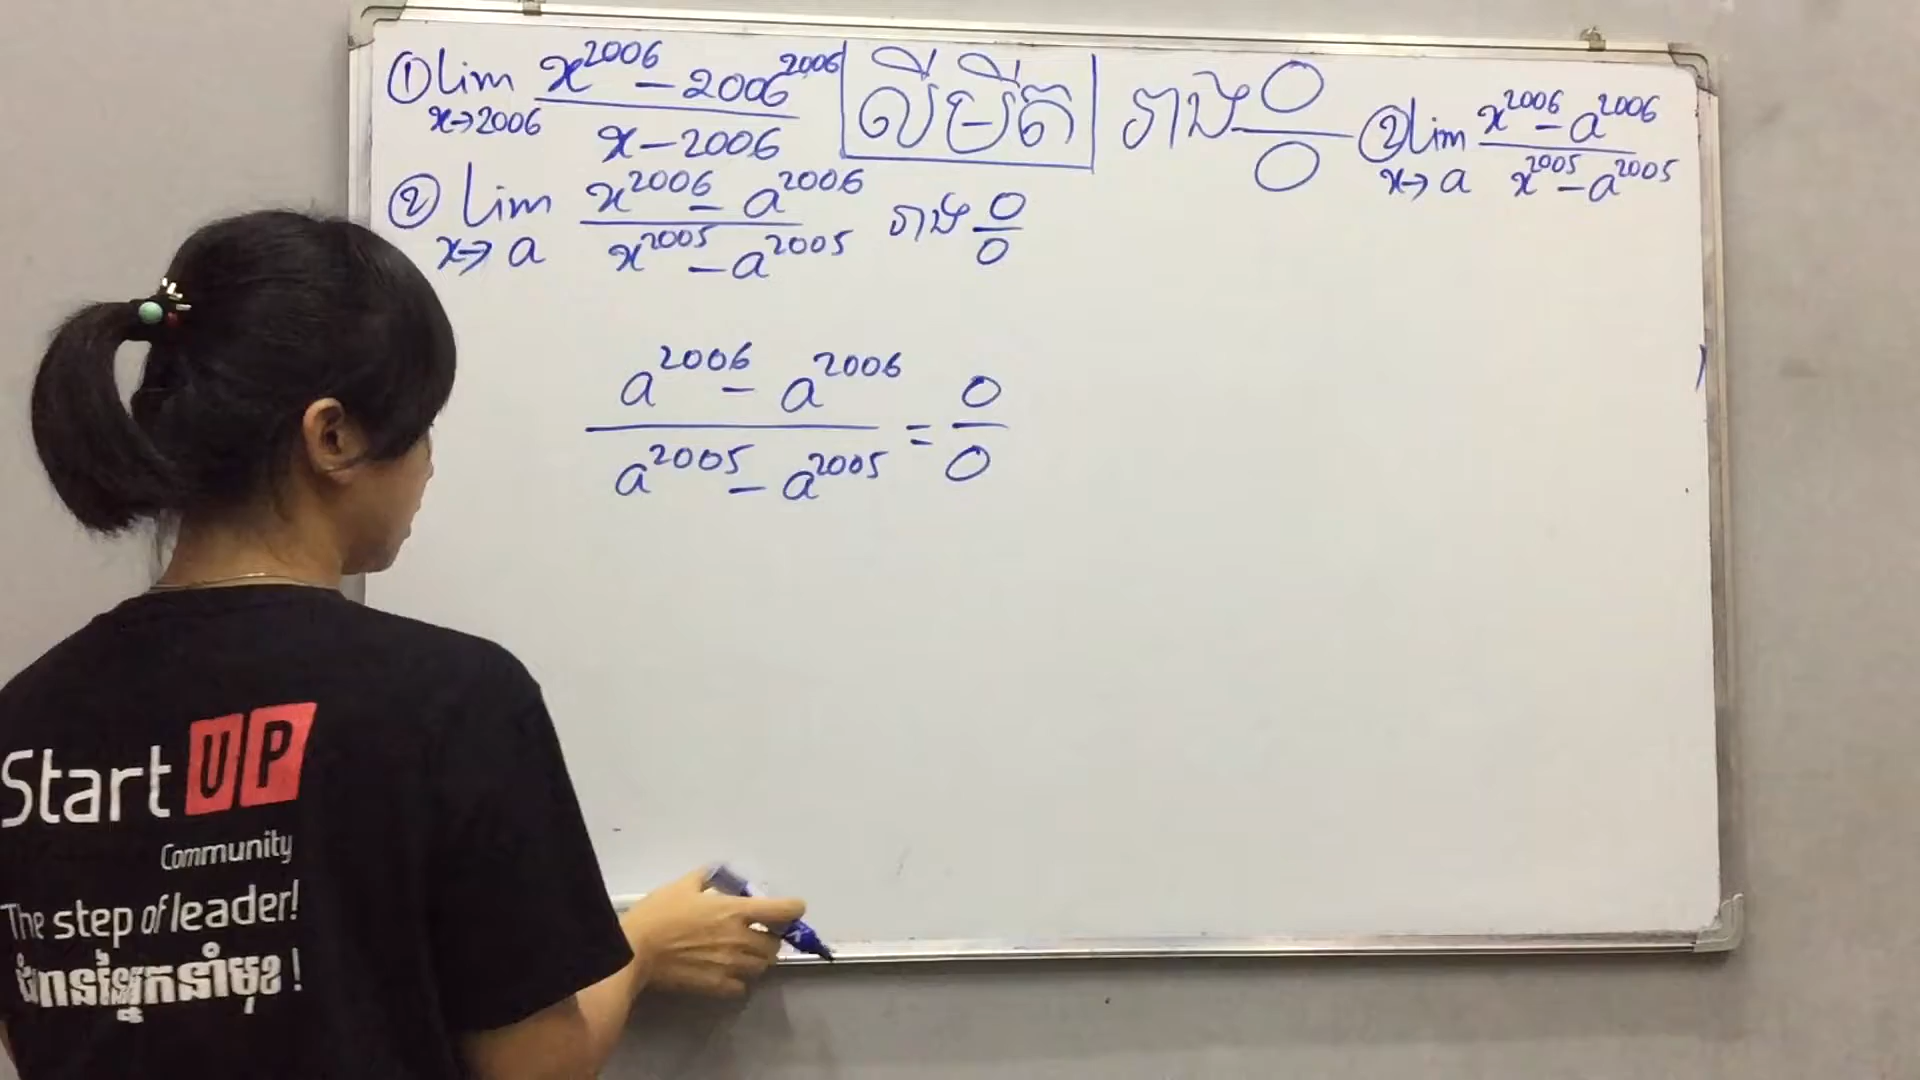 ① lim x→2006 (x^2006 - 2006^2006)/(x - 2006)
លីមីត
រាង 0/0
② lim x→a (x^2006 - a^2006)/(x^2005 - a^2005)
② lim x→a (x^2006 - a^2006)/(x^2005 - a^2005) រាង 0/0
(a^2006 - a^2006)/(a^2005 - a^2005) = 0/0
Start UP
Community
The step of leader!
ជំហាននៃអ្នកនាំមុខ!